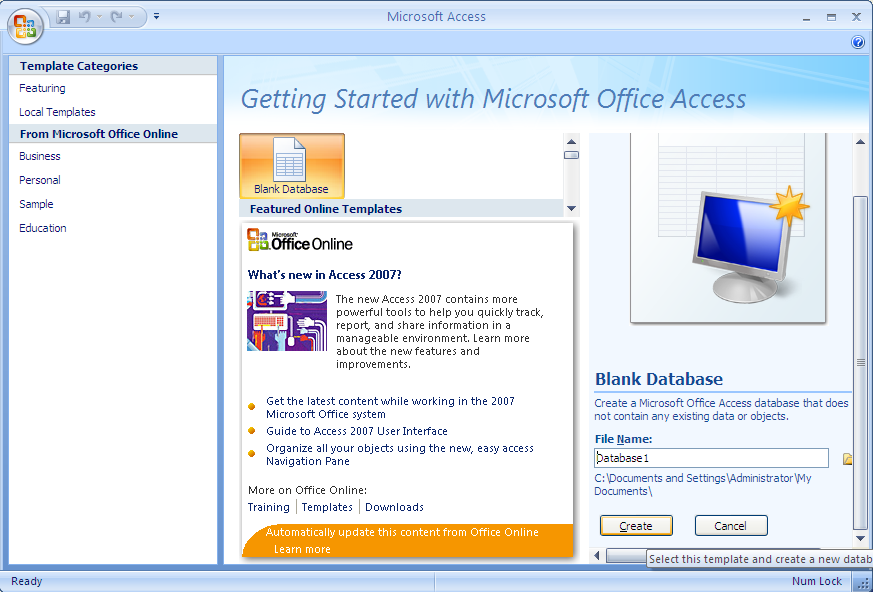 Microsoft Access
Template Categories
Featuring
Local Templates
From Microsoft Office Online
Business
Personal
Sample
Education
Getting Started with Microsoft Office Access
Blank Database
Featured Online Templates
Microsoft
Office Online
What's new in Access 2007?
The new Access 2007 contains more
powerful tools to help you quickly track,
report, and share information in a
manageable environment. Learn more
about the new features and
improvements.
Get the latest content while working in the 2007
Microsoft Office system
Guide to Access 2007 User Interface
Organize all your objects using the new, easy access
Navigation Pane
More on Office Online:
Training | Templates | Downloads
Automatically update this content from Office Online
Learn more
Blank Database
Create a Microsoft Office Access database that does
not contain any existing data or objects.
File Name:
Database1
C:\Documents and Settings\Administrator\My
Documents\
Create
Cancel
Select this template and create a new datab
Ready
Num Lock